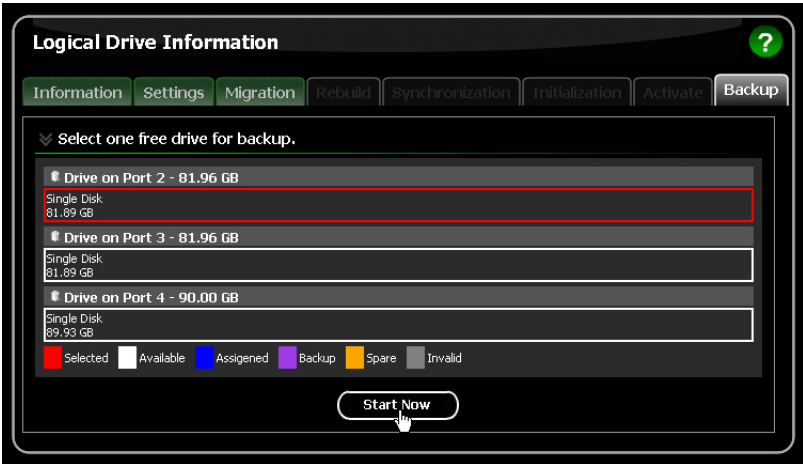 Logical Drive Information
?
Information Settings Migration Rebuild Synchronization Initialization Activate Backup
Select one free drive for backup.
Drive on Port 2 - 81.96 GB
Single Disk
81.89 GB
Drive on Port 3 - 81.96 GB
Single Disk
81.89 GB
Drive on Port 4 - 90.00 GB
Single Disk
89.93 GB
Selected Available Assigened Backup Spare Invalid
Start Now